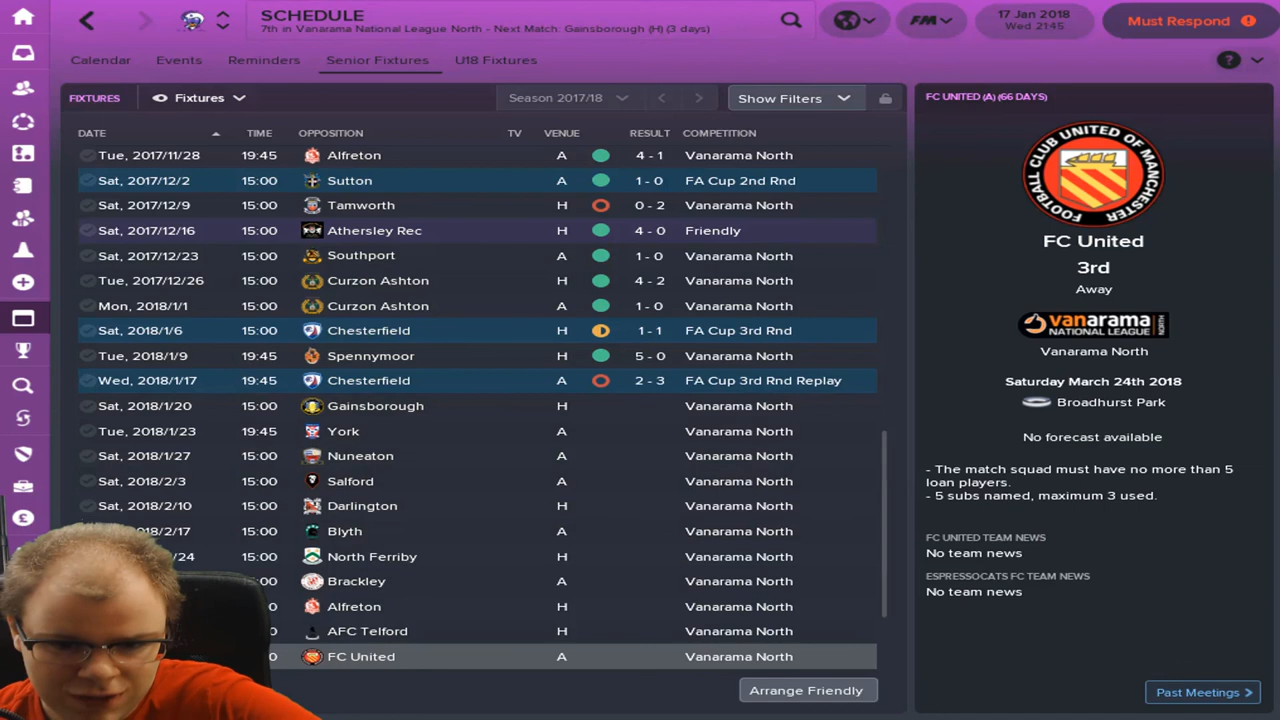 SCHEDULE
7th in Vanarama National League North - Next Match: Gainsborough (H) (3 days)
FM
17 Jan 2018
Wed 21:45
Must Respond
Calendar Events Reminders Senior Fixtures U18 Fixtures
?
FIXTURES Fixtures Season 2017/18 Show Filters
DATE TIME OPPOSITION TV VENUE RESULT COMPETITION
Tue, 2017/11/28 19:45 Alfreton A 4 - 1 Vanarama North
Sat, 2017/12/2 15:00 Sutton A 1 - 0 FA Cup 2nd Rnd
Sat, 2017/12/9 15:00 Tamworth H 0 - 2 Vanarama North
Sat, 2017/12/16 15:00 Athersley Rec H 4 - 0 Friendly
Sat, 2017/12/23 15:00 Southport A 1 - 0 Vanarama North
Tue, 2017/12/26 15:00 Curzon Ashton H 4 - 2 Vanarama North
Mon, 2018/1/1 15:00 Curzon Ashton A 1 - 0 Vanarama North
Sat, 2018/1/6 15:00 Chesterfield H 1 - 1 FA Cup 3rd Rnd
Tue, 2018/1/9 19:45 Spennymoor H 5 - 0 Vanarama North
Wed, 2018/1/17 19:45 Chesterfield A 2 - 3 FA Cup 3rd Rnd Replay
Sat, 2018/1/20 15:00 Gainsborough H Vanarama North
Tue, 2018/1/23 19:45 York A Vanarama North
Sat, 2018/1/27 15:00 Nuneaton A Vanarama North
Sat, 2018/2/3 15:00 Salford A Vanarama North
Sat, 2018/2/10 15:00 Darlington H Vanarama North
2018/2/17 15:00 Blyth A Vanarama North
/24 15:00 North Ferriby H Vanarama North
:00 Brackley A Vanarama North
0 Alfreton H Vanarama North
0 AFC Telford H Vanarama North
0 FC United A Vanarama North
Arrange Friendly
FC UNITED (A) (66 DAYS)
FOOTBALL CLUB UNITED OF MANCHESTER
FC United
3rd
Away
vanarama
NATIONAL LEAGUE NORTH
Vanarama North
Saturday March 24th 2018
Broadhurst Park
No forecast available
- The match squad must have no more than 5
loan players.
- 5 subs named, maximum 3 used.
FC UNITED TEAM NEWS
No team news
ESPRESSOCATS FC TEAM NEWS
No team news
Past Meetings >